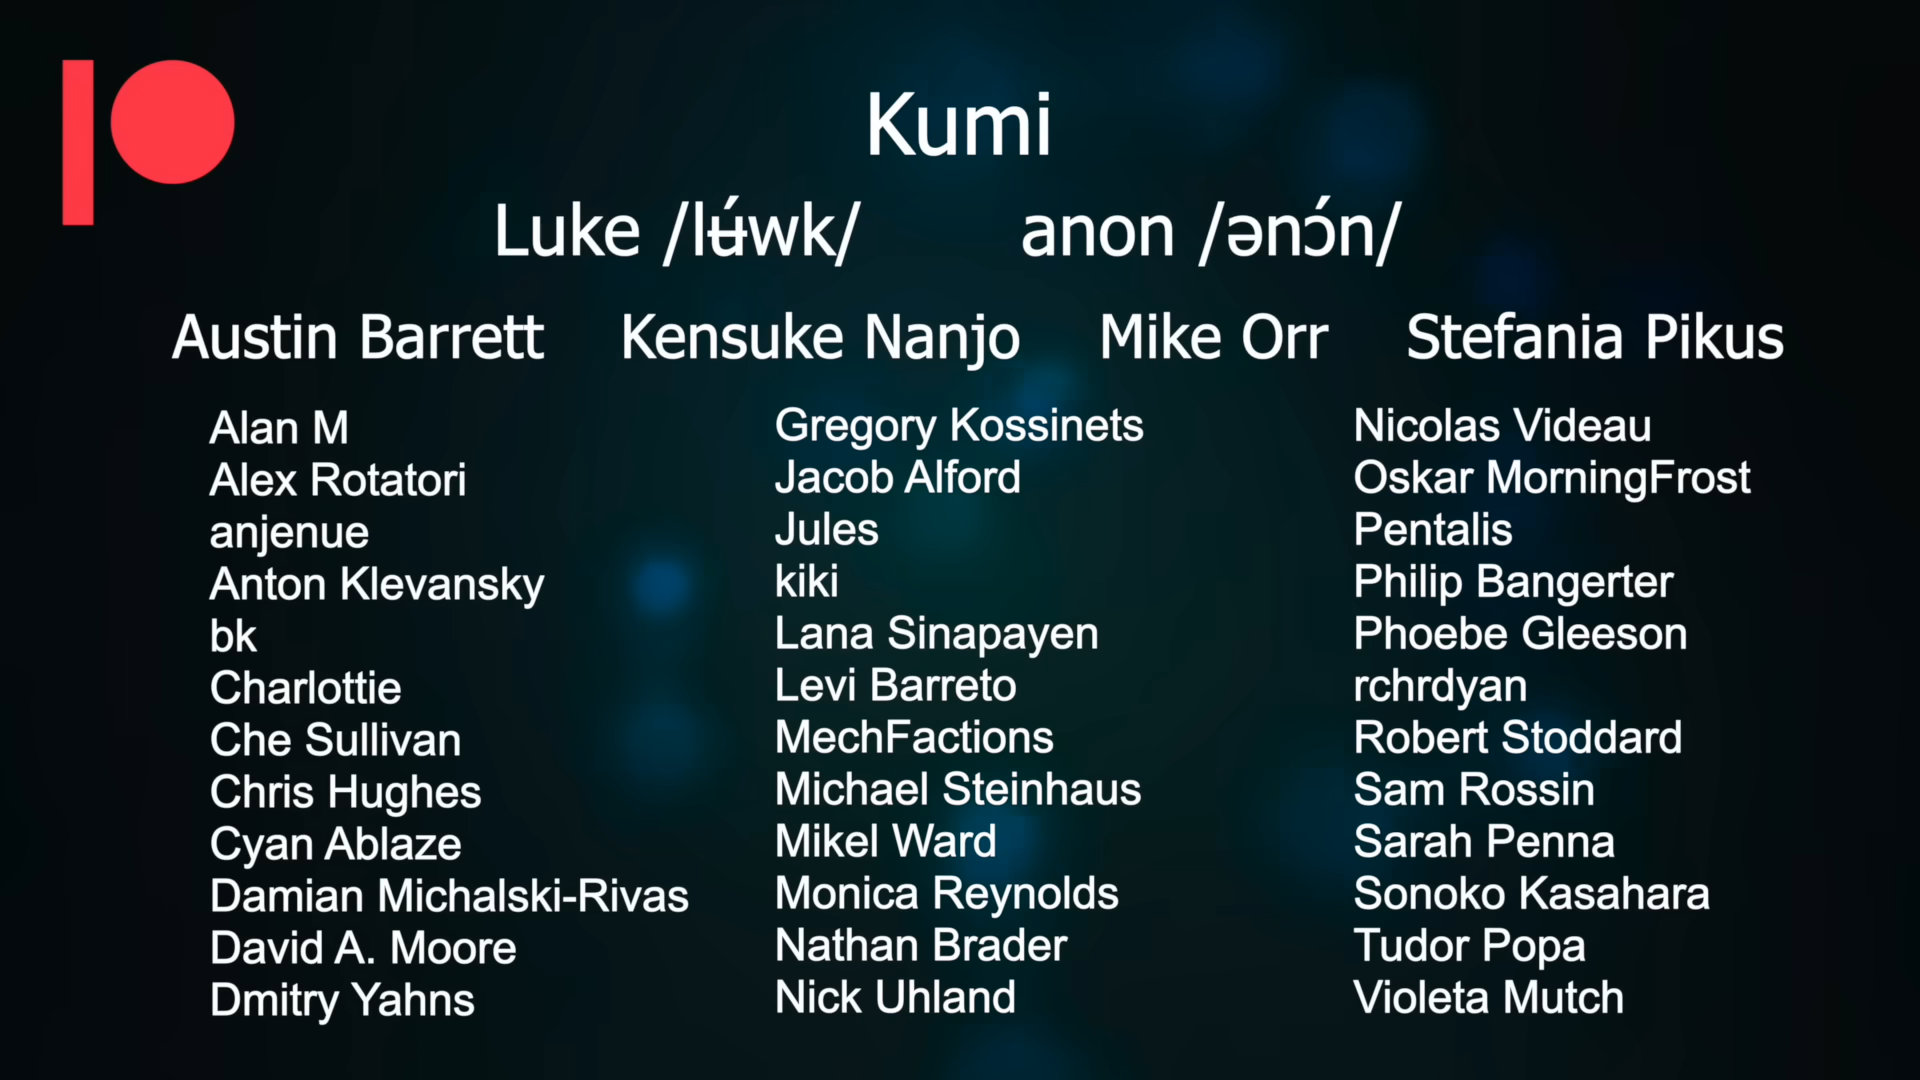 Kumi
Luke /lʉ́wk/ anon /ənɔ́n/
Austin Barrett Kensuke Nanjo Mike Orr Stefania Pikus
Alan M
Alex Rotatori
anjenue
Anton Klevansky
bk
Charlottie
Che Sullivan
Chris Hughes
Cyan Ablaze
Damian Michalski-Rivas
David A. Moore
Dmitry Yahns
Gregory Kossinets
Jacob Alford
Jules
kiki
Lana Sinapayen
Levi Barreto
MechFactions
Michael Steinhaus
Mikel Ward
Monica Reynolds
Nathan Brader
Nick Uhland
Nicolas Videau
Oskar MorningFrost
Pentalis
Philip Bangerter
Phoebe Gleeson
rchrdyan
Robert Stoddard
Sam Rossin
Sarah Penna
Sonoko Kasahara
Tudor Popa
Violeta Mutch